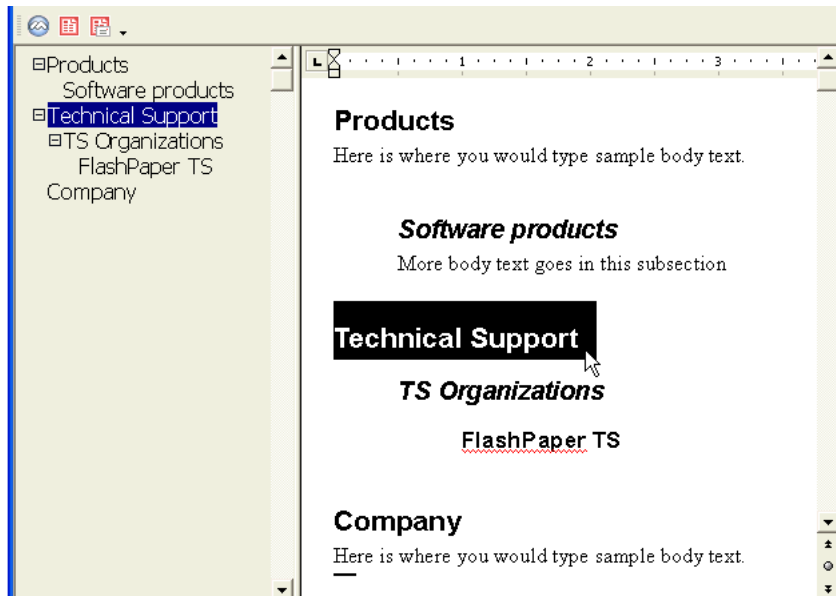 Products
Software products
Technical Support
TS Organizations
FlashPaper TS
Company
1 2 3
Products
Here is where you would type sample body text.
Software products
More body text goes in this subsection
Technical Support
TS Organizations
FlashPaper TS
Company
Here is where you would type sample body text.